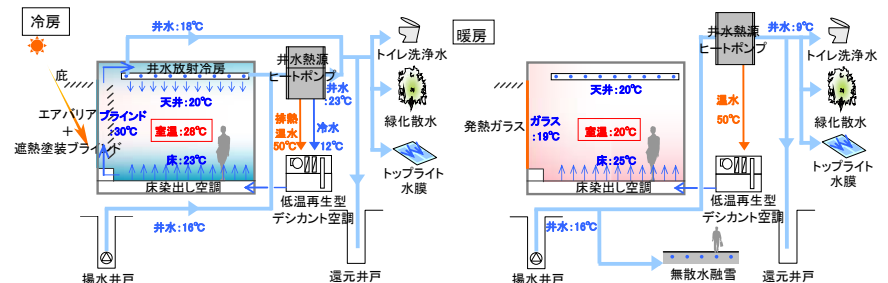 冷房
井水:18℃
井水放射冷房
井水熱源
ヒートポンプ
トイレ洗浄水
庇
天井:20℃
井水
:23℃
エアバリア
+
遮熱塗装ブラインド
ブラインド
:30℃
室温:28℃
排熱
温水
50℃
冷水
12℃
緑化散水
床:23℃
トップライト
水膜
床染出し空調
低温再生型
デシカント空調
井水:16℃
揚水井戸
還元井戸
暖房
井水熱源
ヒートポンプ
井水:9℃
トイレ洗浄水
天井:20℃
温水
50℃
発熱ガラス
ガラス
:19℃
室温:20℃
緑化散水
床:25℃
トップライト
水膜
床染出し空調
低温再生型
デシカント空調
井水:16℃
無散水融雪
揚水井戸
還元井戸